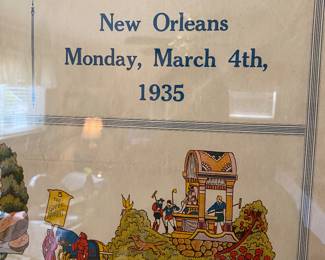 New Orleans
Monday, March 4th,
1935